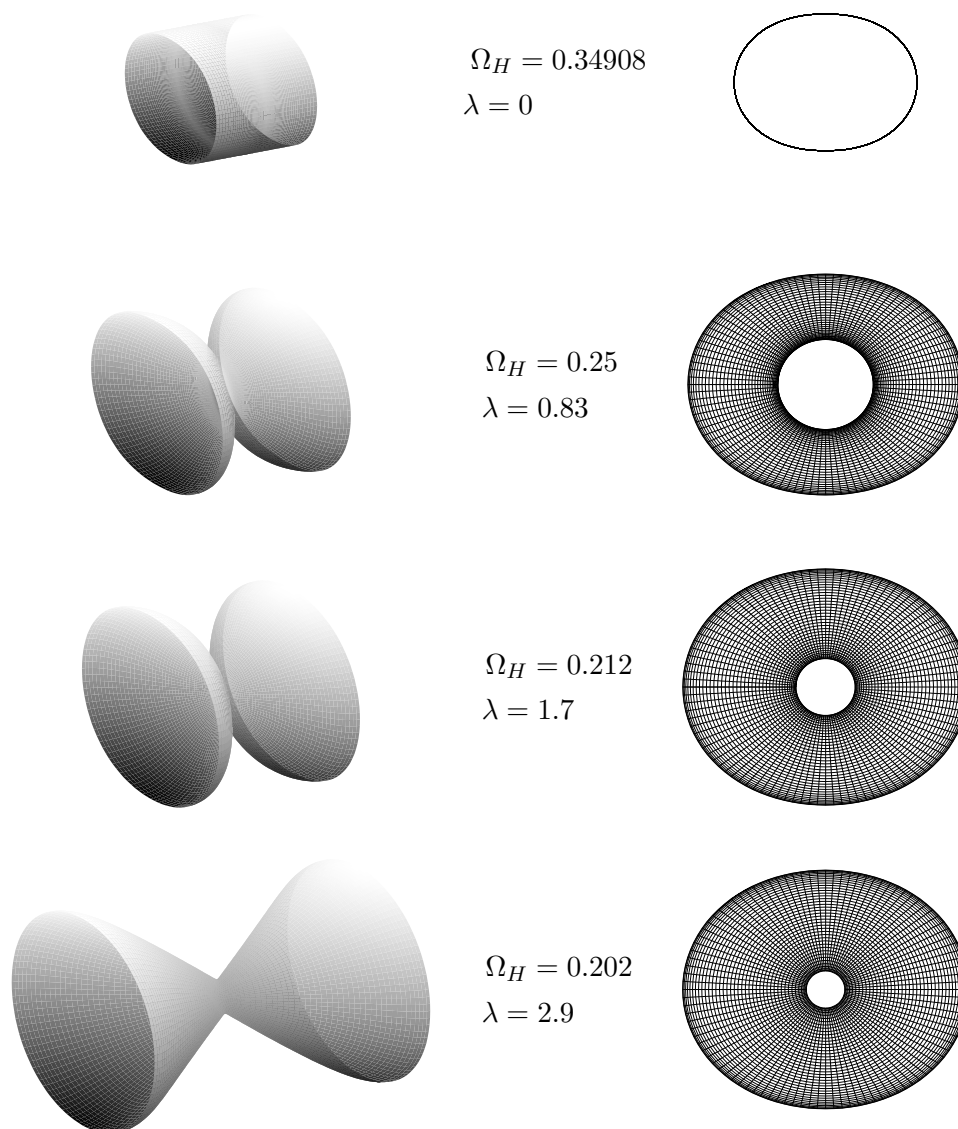 Ω_H = 0.34908
λ = 0
Ω_H = 0.25
λ = 0.83
Ω_H = 0.212
λ = 1.7
Ω_H = 0.202
λ = 2.9